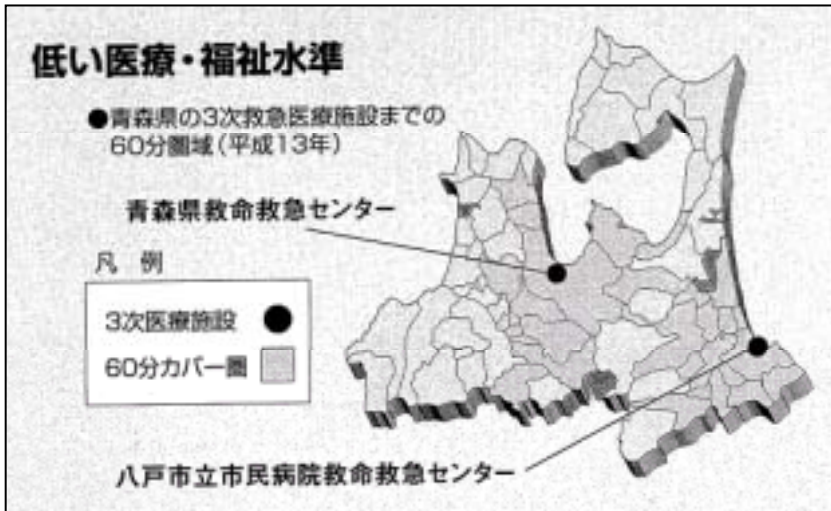 低い医療・福祉水準
●青森県の3次救急医療施設までの
60分圏域(平成13年)
青森県救命救急センター
凡 例
3次医療施設
60分カバー圏
八戸市立市民病院救命救急センター